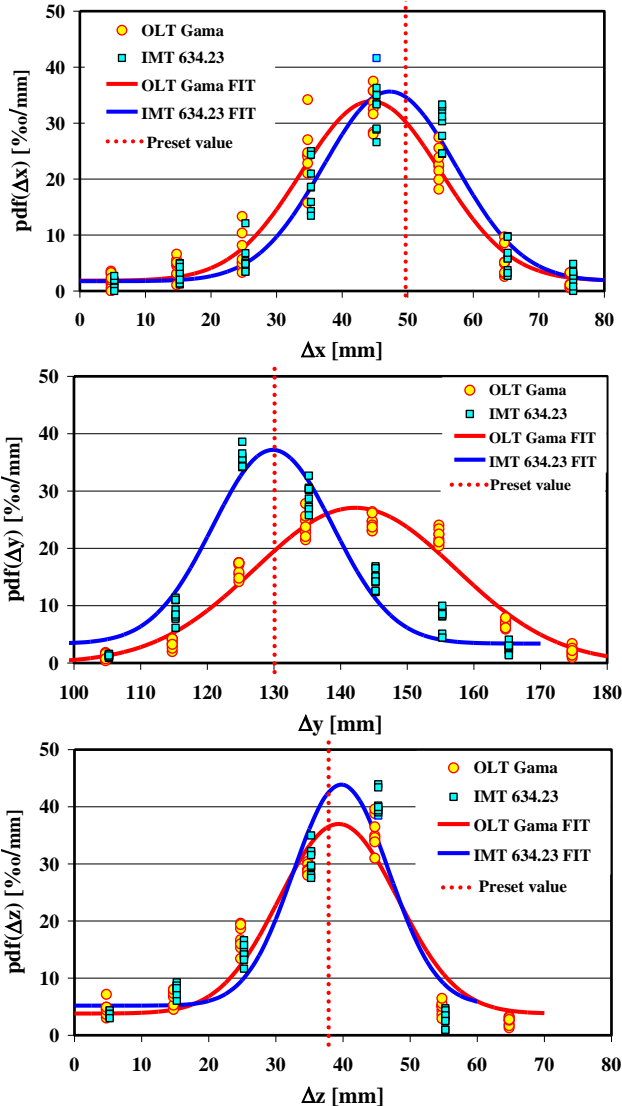 50
40
30
20
10
0
pdf(Δx) [%oo/mm]
OLT Gama
IMT 634.23
OLT Gama FIT
IMT 634.23 FIT
Preset value
0 10 20 30 40 50 60 70 80
Δx [mm]
50
40
30
20
10
0
pdf(Δy) [%oo/mm]
OLT Gama
IMT 634.23
OLT Gama FIT
IMT 634.23 FIT
Preset value
100 110 120 130 140 150 160 170 180
Δy [mm]
50
40
30
20
10
0
pdf(Δz) [%oo/mm]
OLT Gama
IMT 634.23
OLT Gama FIT
IMT 634.23 FIT
Preset value
0 10 20 30 40 50 60 70 80
Δz [mm]